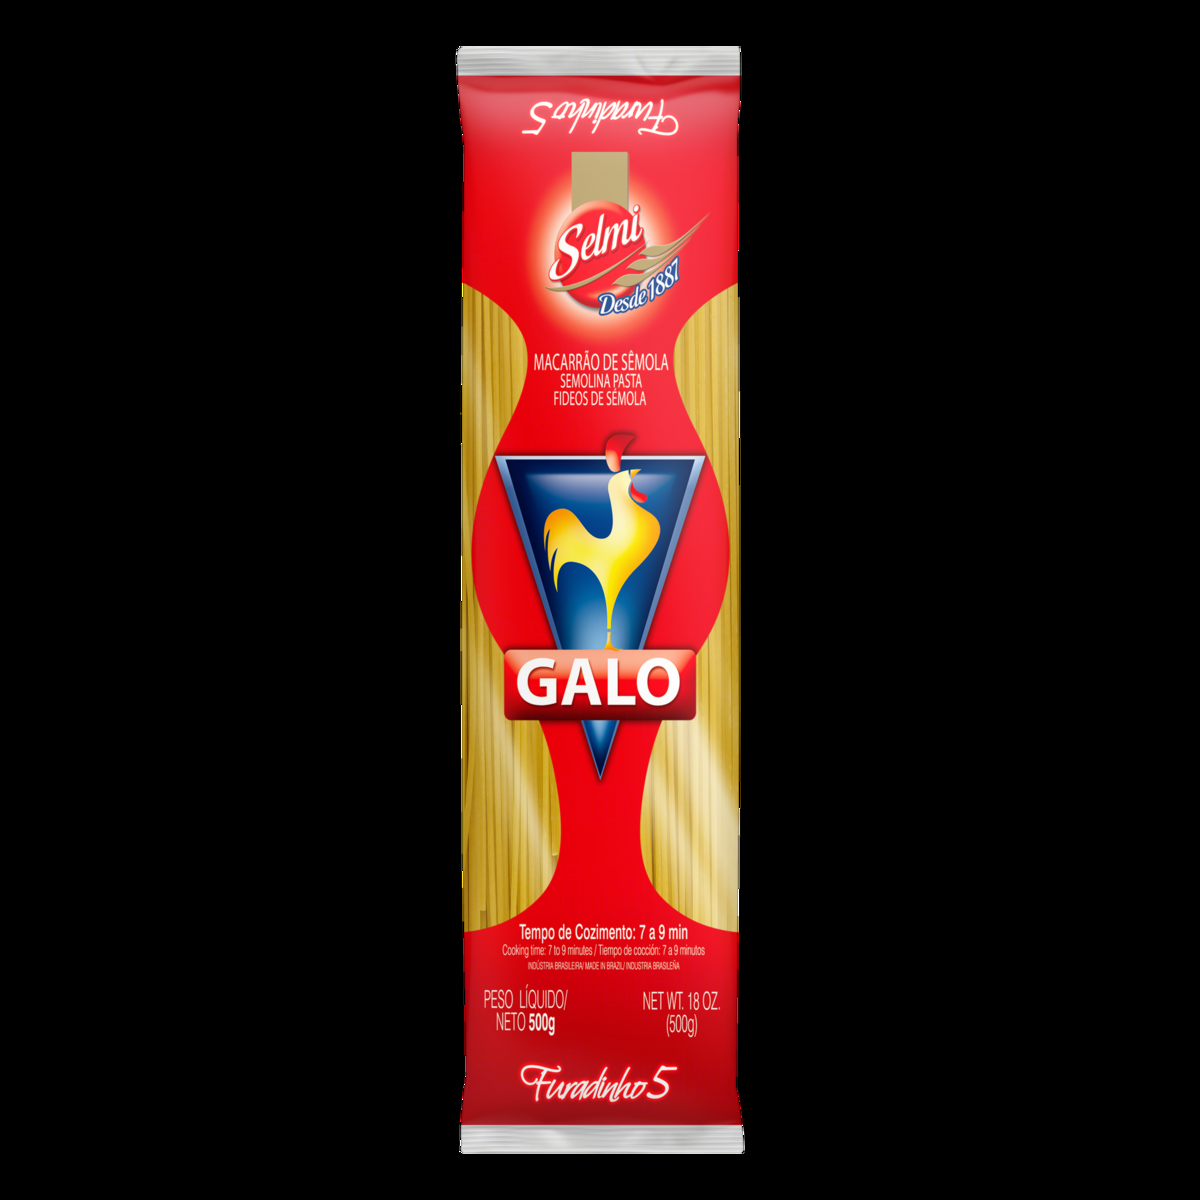 Furadinho 5
Selmi
Desde 1887
MACARRÃO DE SÊMOLA
SEMOLINA PASTA
FIDEOS DE SÉMOLA
GALO
Tempo de Cozimento: 7 a 9 min
Cooking time: 7 to 9 minutes / Tiempo de cocción: 7 a 9 minutos
INDÚSTRIA BRASILEIRA/ MADE IN BRAZIL/ INDUSTRIA BRASILEÑA
PESO LÍQUIDO/
NETO 500g
NET WT. 18 OZ.
(500g)
Furadinho 5